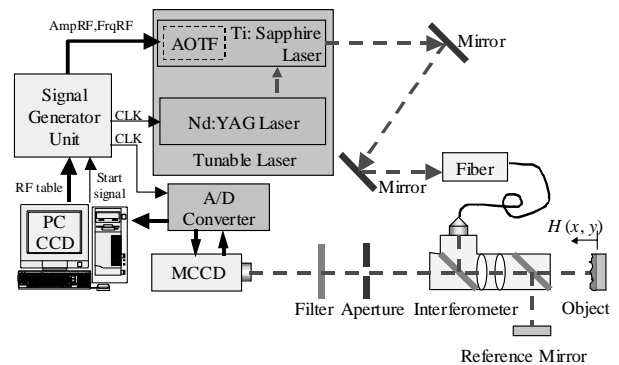 AmpRF,FrqRF
AOTF
Ti: Sapphire
Laser
Mirror
Signal
Generator
Unit
CLK
CLK
Nd:YAG Laser
Tunable Laser
Mirror
Fiber
RF table
Start
signal
A/D
Converter
PC
CCD
MCCD
H (x, y)
Filter
Aperture
Interferometer
Object
Reference Mirror